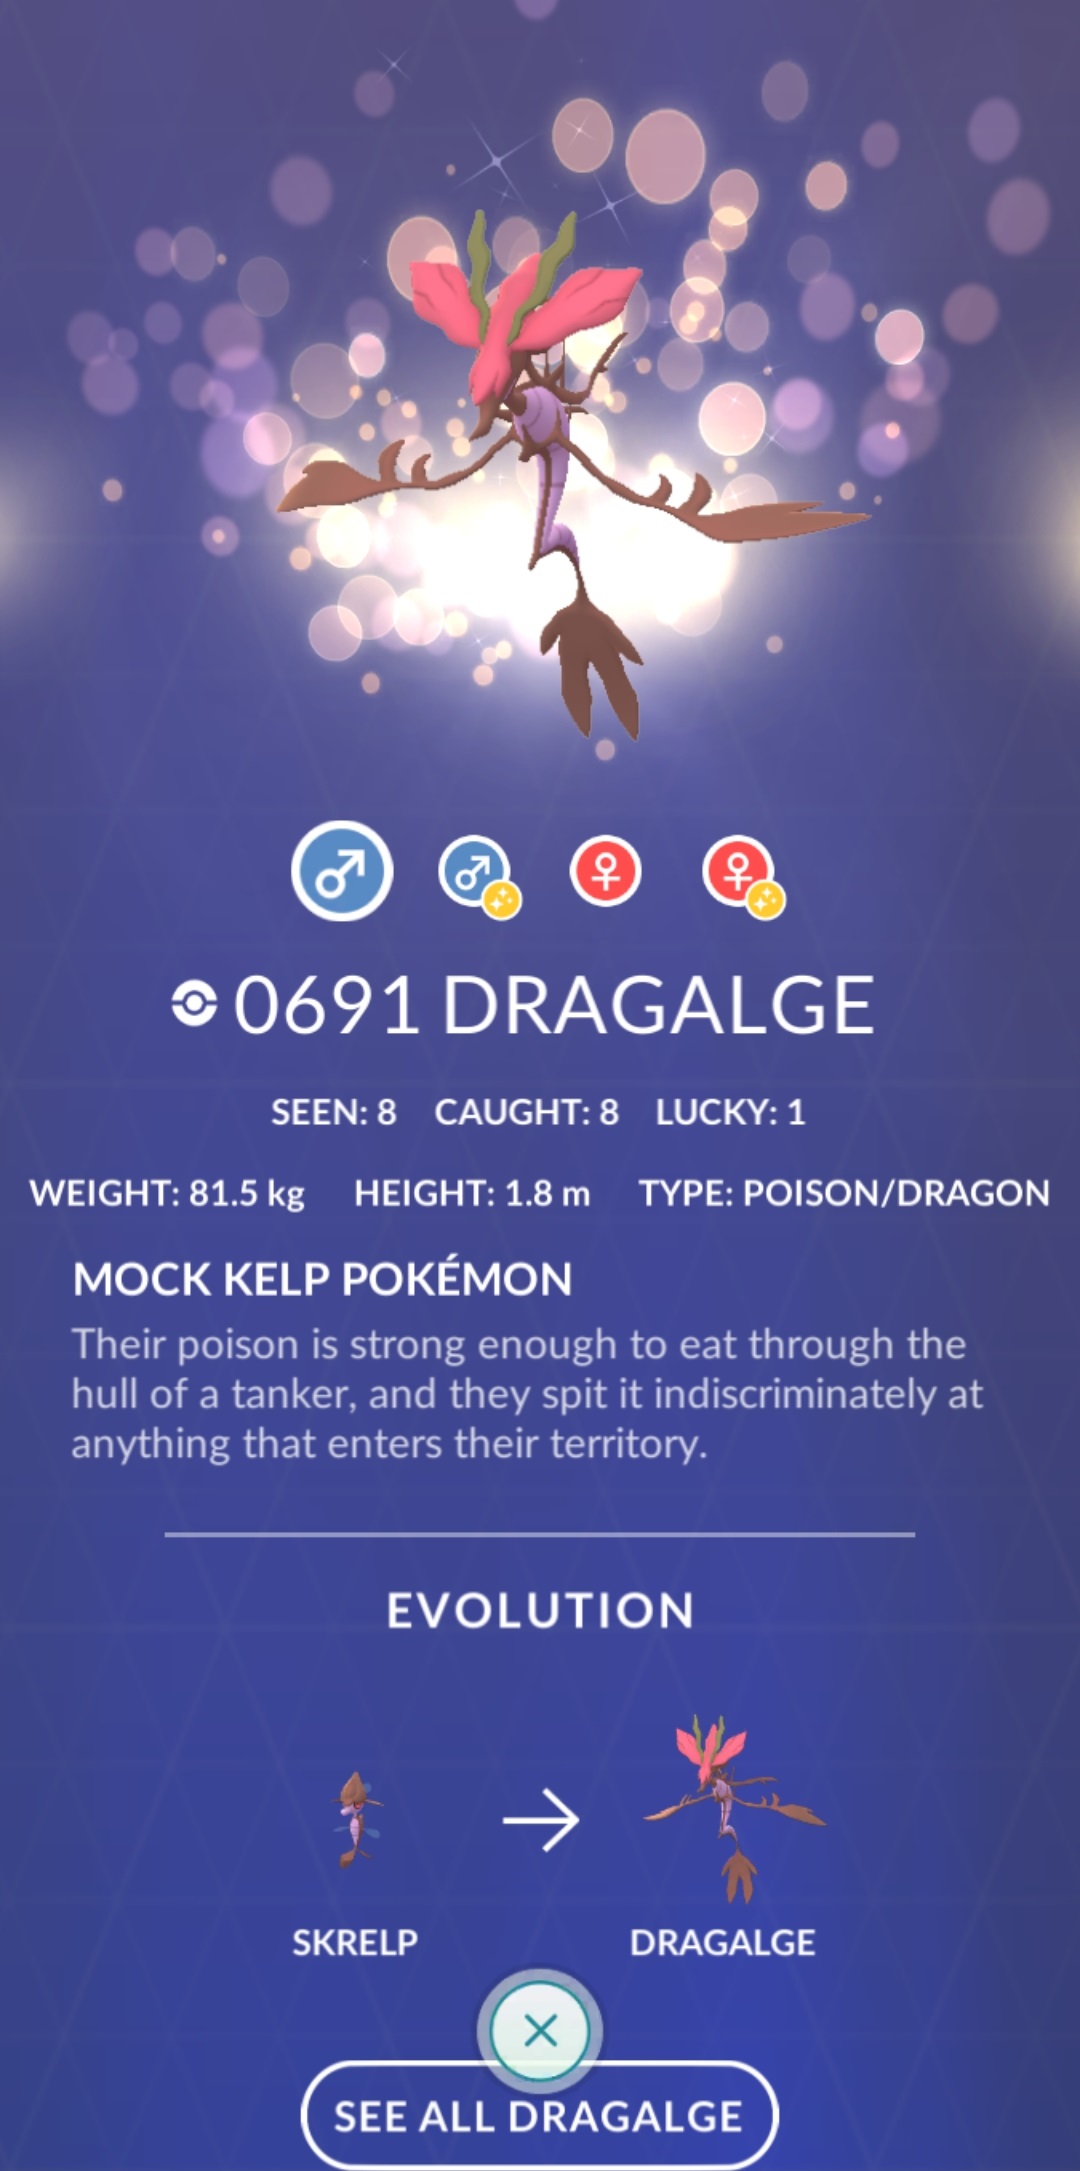 0691 DRAGALGE
SEEN: 8 CAUGHT: 8 LUCKY: 1
WEIGHT: 81.5 kg HEIGHT: 1.8 m TYPE: POISON/DRAGON
MOCK KELP POKÉMON
Their poison is strong enough to eat through the
hull of a tanker, and they spit it indiscriminately at
anything that enters their territory.
EVOLUTION
SKRELP DRAGALGE
SEE ALL DRAGALGE